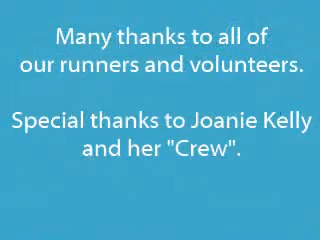 Many thanks to all of
our runners and volunteers.
Special thanks to Joanie Kelly
and her "Crew".